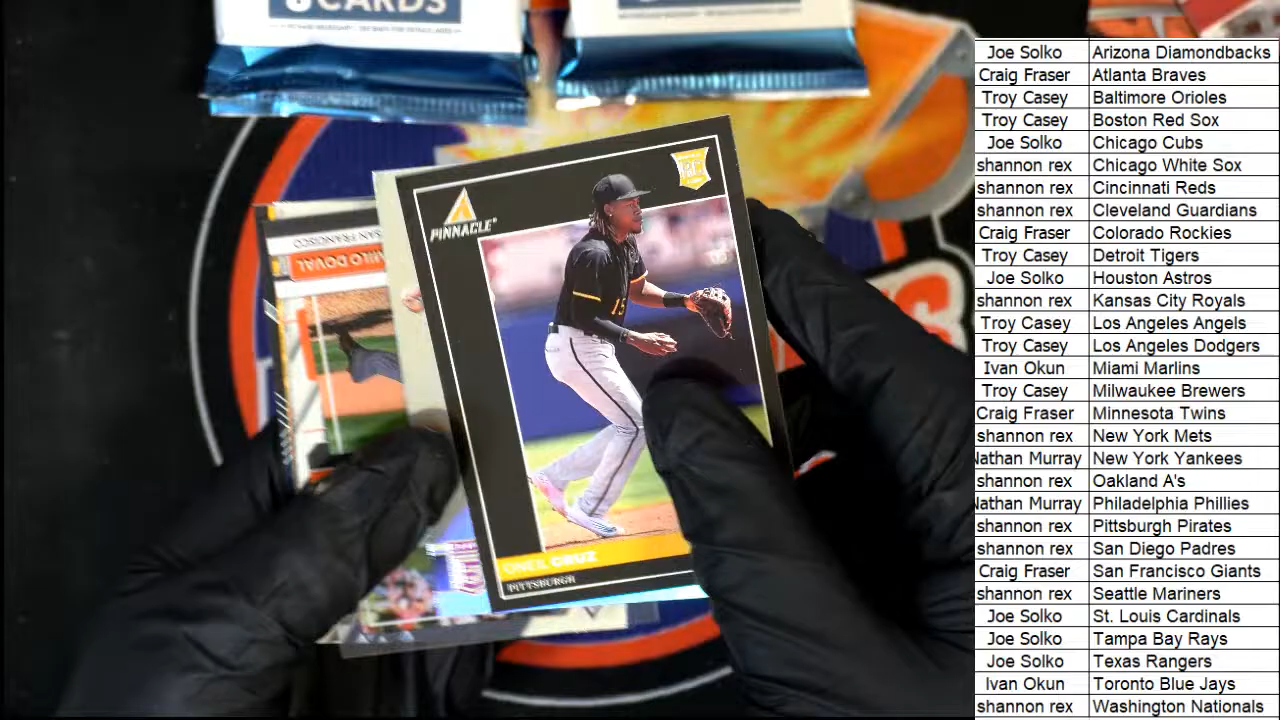 CARDS
PINNACLE
RC
SAN FRANCISCO
MILO DOVAL
15
ONEIL CRUZ
PITTSBURGH
Joe Solko Arizona Diamondbacks
Craig Fraser Atlanta Braves
Troy Casey Baltimore Orioles
Troy Casey Boston Red Sox
Joe Solko Chicago Cubs
shannon rex Chicago White Sox
shannon rex Cincinnati Reds
shannon rex Cleveland Guardians
Craig Fraser Colorado Rockies
Troy Casey Detroit Tigers
Joe Solko Houston Astros
shannon rex Kansas City Royals
Troy Casey Los Angeles Angels
Troy Casey Los Angeles Dodgers
Ivan Okun Miami Marlins
Troy Casey Milwaukee Brewers
Craig Fraser Minnesota Twins
shannon rex New York Mets
Nathan Murray New York Yankees
shannon rex Oakland A's
Nathan Murray Philadelphia Phillies
shannon rex Pittsburgh Pirates
shannon rex San Diego Padres
Craig Fraser San Francisco Giants
shannon rex Seattle Mariners
Joe Solko St. Louis Cardinals
Joe Solko Tampa Bay Rays
Joe Solko Texas Rangers
Ivan Okun Toronto Blue Jays
shannon rex Washington Nationals